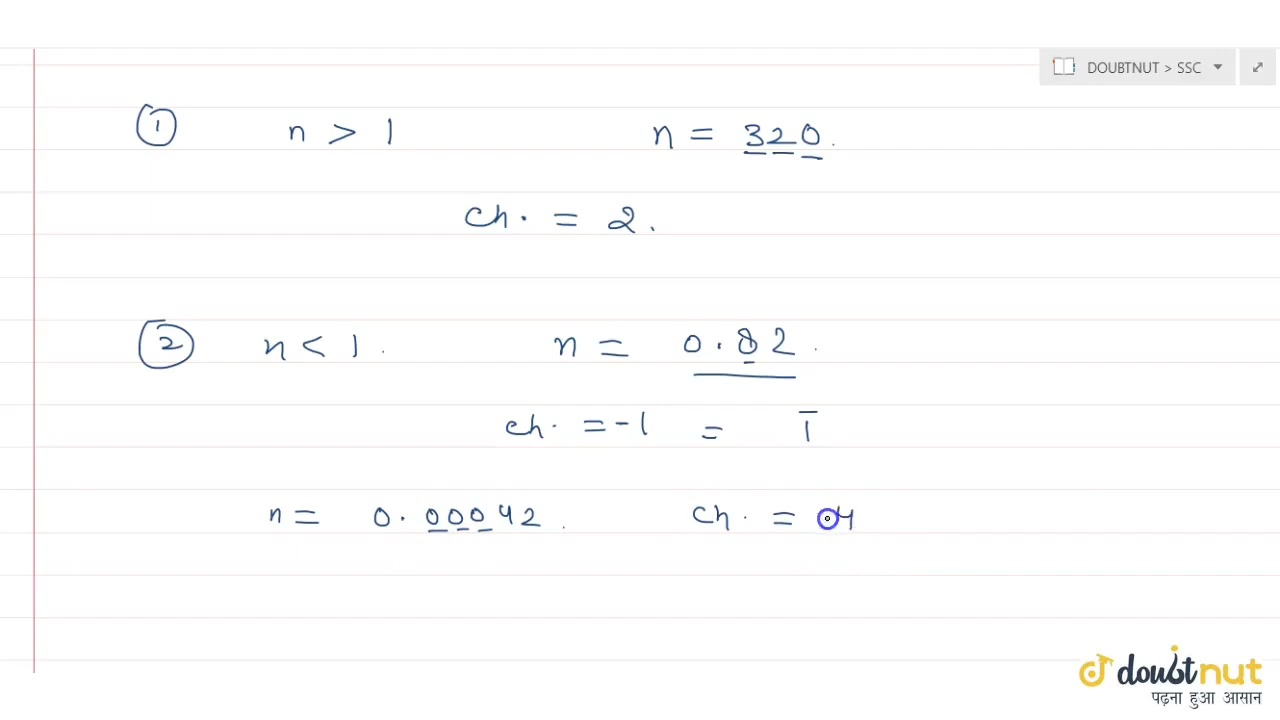 DOUBTNUT > SSC
① n > 1 n = 320.
Ch. = 2.
② n < 1. n = 0.82.
Ch. = -1 = 1̅
n = 0.00042. Ch. = 4
doubtnut
पढ़ना हुआ आसान